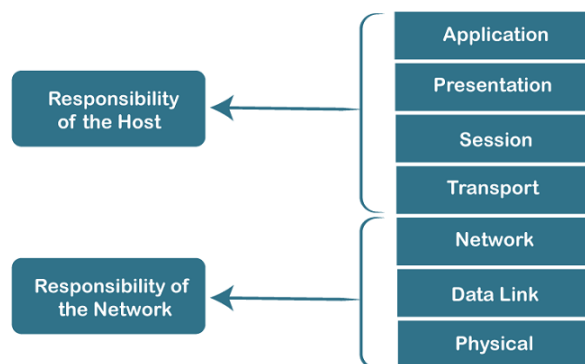 Application
Presentation
Responsibility
of the Host
Session
Transport
Network
Responsibility of
the Network
Data Link
Physical